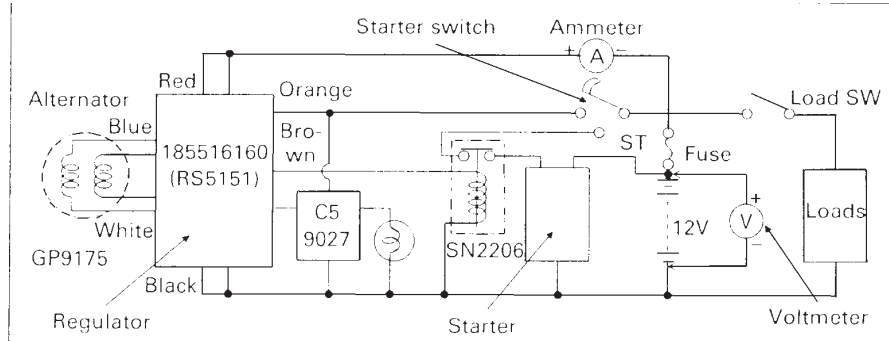 Starter switch
Ammeter
+ A −
Red
Orange
Load SW
Alternator
Blue
Bro-
wn
ST
Fuse
185516160
(RS5151)
C5
9027
+
V
−
12V
Loads
White
SN2206
GP9175
Black
Regulator
Starter
Voltmeter